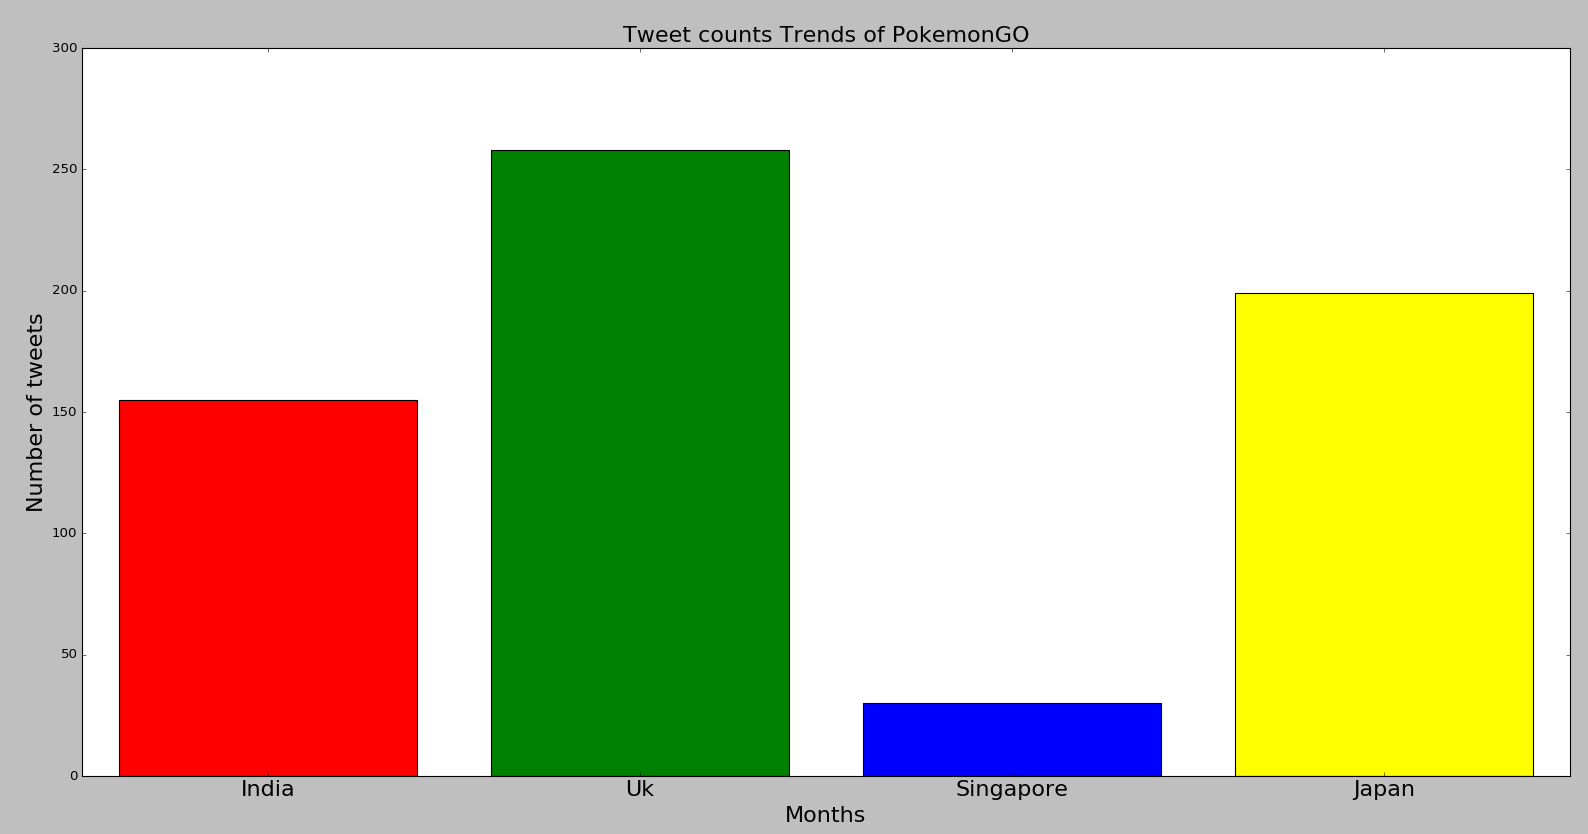 Tweet counts Trends of PokemonGO
300
250
200
150
100
50
0
Number of tweets
India Uk Singapore Japan
Months